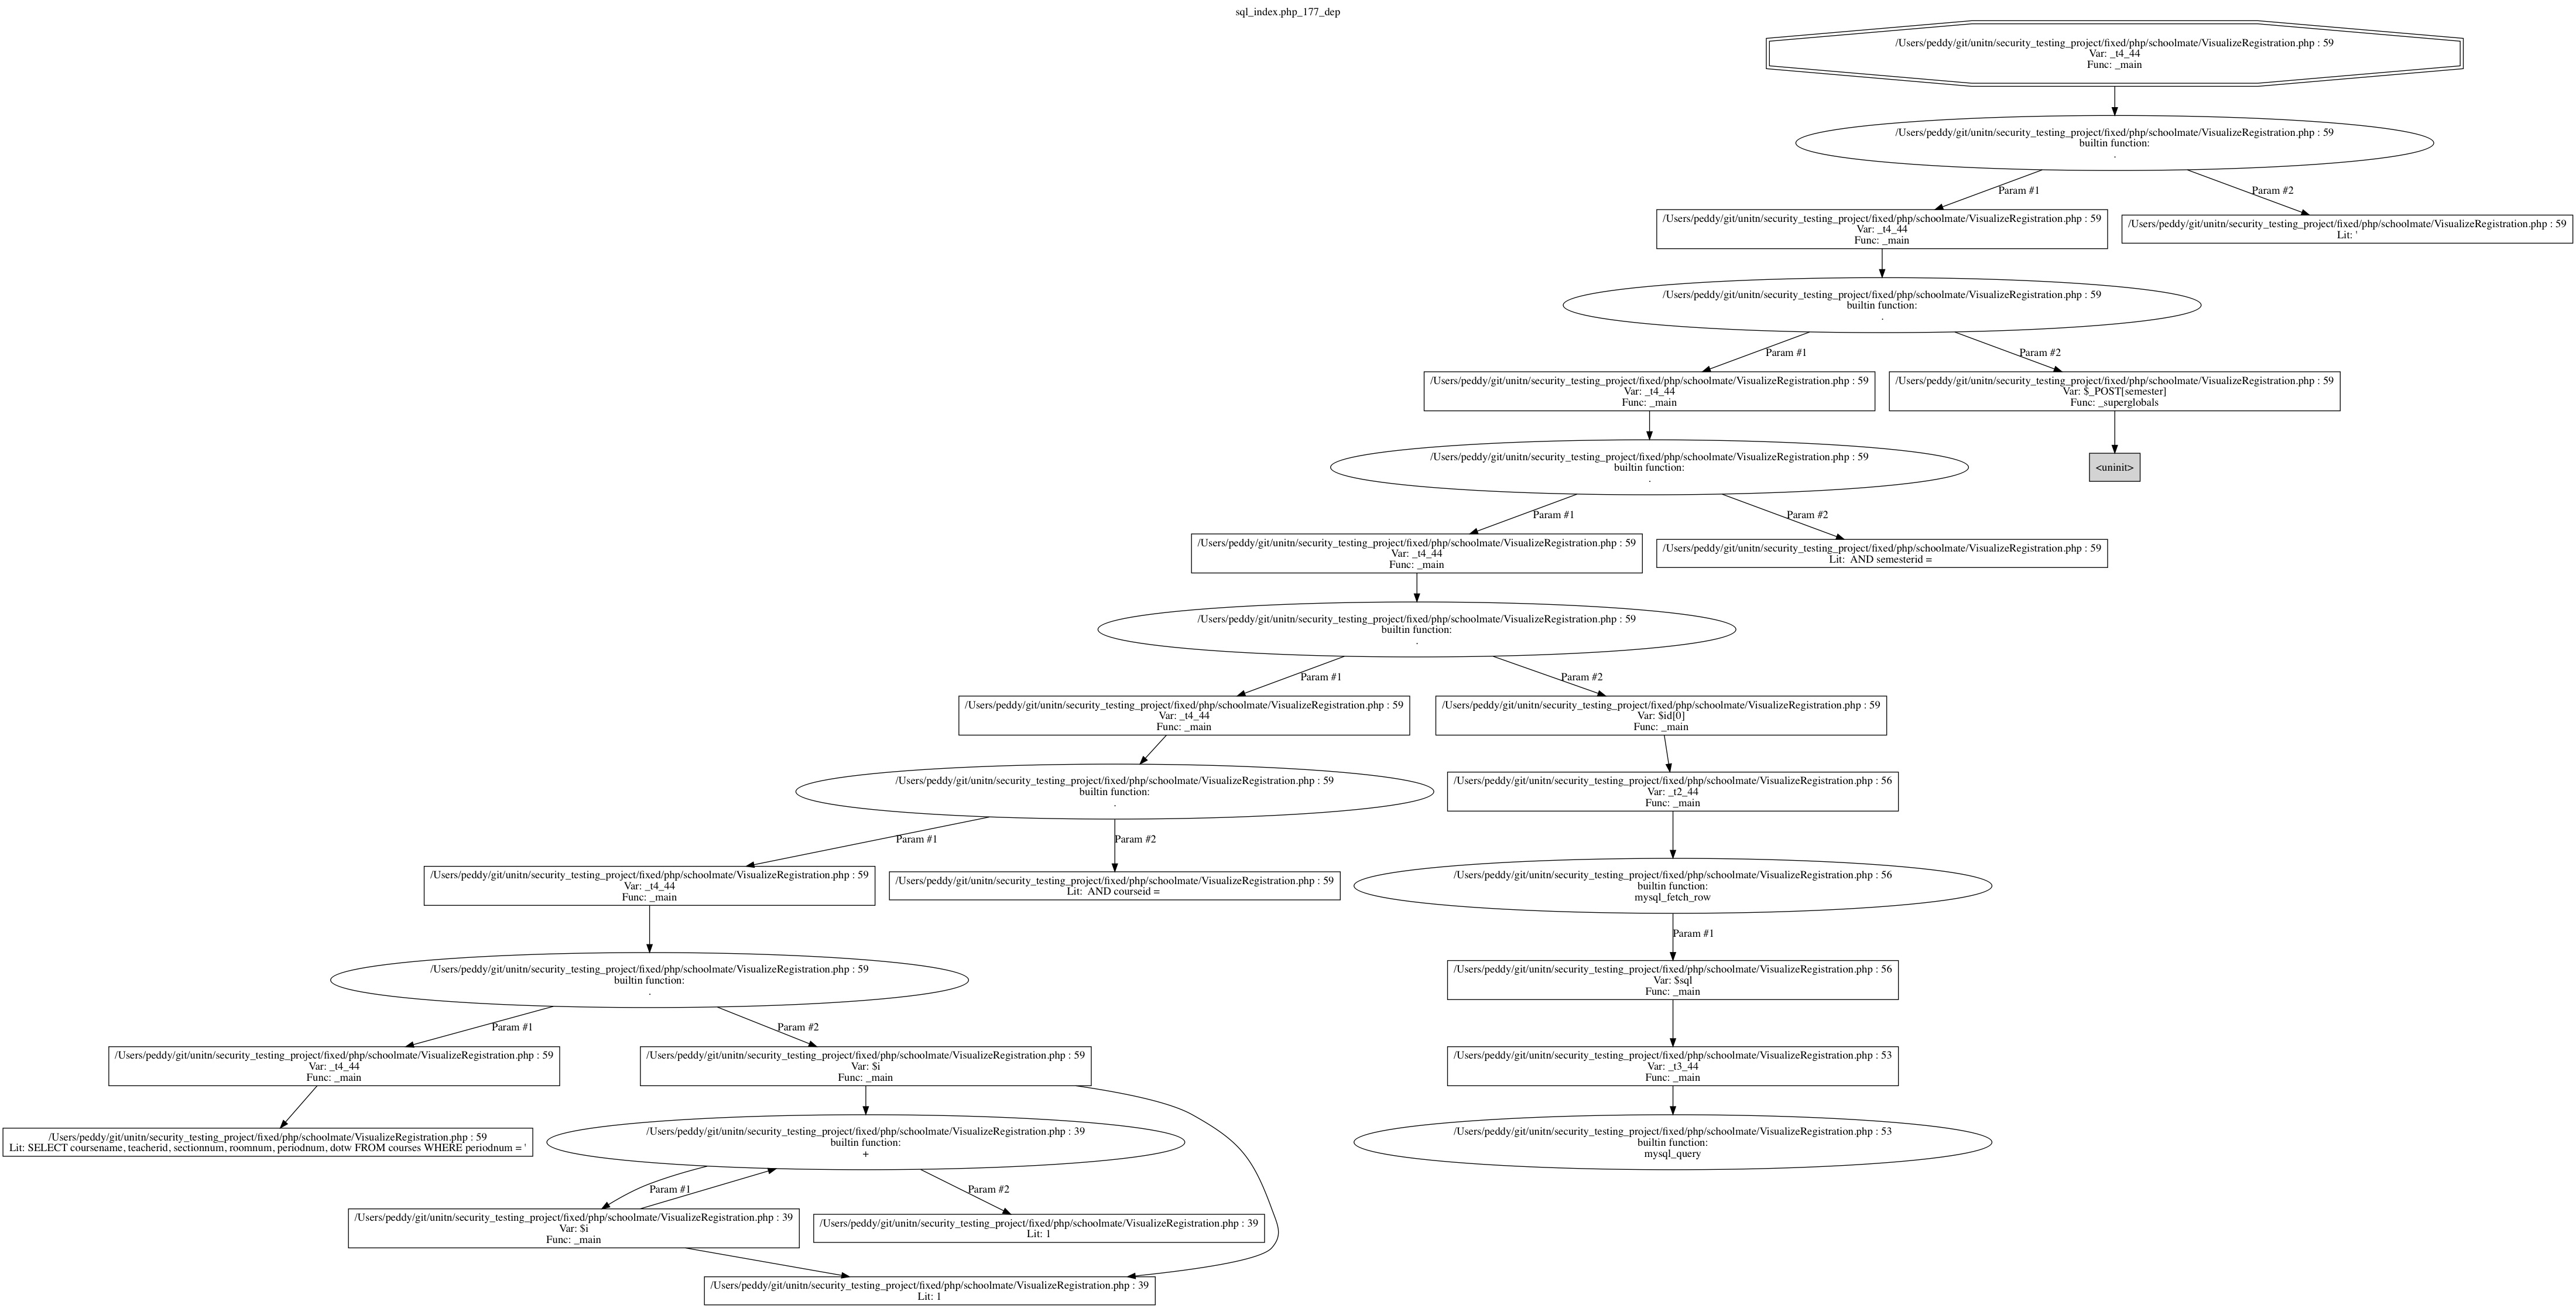 sql_index.php_177_dep
/Users/peddy/git/unitn/security_testing_project/fixed/php/schoolmate/VisualizeRegistration.php : 59
Var: _t4_44
Func: _main
/Users/peddy/git/unitn/security_testing_project/fixed/php/schoolmate/VisualizeRegistration.php : 59
builtin function:
.
Param #1
Param #2
/Users/peddy/git/unitn/security_testing_project/fixed/php/schoolmate/VisualizeRegistration.php : 59
Var: _t4_44
Func: _main
/Users/peddy/git/unitn/security_testing_project/fixed/php/schoolmate/VisualizeRegistration.php : 59
Lit: '
/Users/peddy/git/unitn/security_testing_project/fixed/php/schoolmate/VisualizeRegistration.php : 59
builtin function:
.
Param #1
Param #2
/Users/peddy/git/unitn/security_testing_project/fixed/php/schoolmate/VisualizeRegistration.php : 59
Var: _t4_44
Func: _main
/Users/peddy/git/unitn/security_testing_project/fixed/php/schoolmate/VisualizeRegistration.php : 59
Var: $_POST[semester]
Func: _superglobals
/Users/peddy/git/unitn/security_testing_project/fixed/php/schoolmate/VisualizeRegistration.php : 59
builtin function:
.
<uninit>
Param #1
Param #2
/Users/peddy/git/unitn/security_testing_project/fixed/php/schoolmate/VisualizeRegistration.php : 59
Var: _t4_44
Func: _main
/Users/peddy/git/unitn/security_testing_project/fixed/php/schoolmate/VisualizeRegistration.php : 59
Lit:  AND semesterid =
/Users/peddy/git/unitn/security_testing_project/fixed/php/schoolmate/VisualizeRegistration.php : 59
builtin function:
.
Param #1
Param #2
/Users/peddy/git/unitn/security_testing_project/fixed/php/schoolmate/VisualizeRegistration.php : 59
Var: _t4_44
Func: _main
/Users/peddy/git/unitn/security_testing_project/fixed/php/schoolmate/VisualizeRegistration.php : 59
Var: $id[0]
Func: _main
/Users/peddy/git/unitn/security_testing_project/fixed/php/schoolmate/VisualizeRegistration.php : 59
builtin function:
.
/Users/peddy/git/unitn/security_testing_project/fixed/php/schoolmate/VisualizeRegistration.php : 56
Var: _t2_44
Func: _main
Param #1
Param #2
/Users/peddy/git/unitn/security_testing_project/fixed/php/schoolmate/VisualizeRegistration.php : 59
Var: _t4_44
Func: _main
/Users/peddy/git/unitn/security_testing_project/fixed/php/schoolmate/VisualizeRegistration.php : 59
Lit:  AND courseid =
/Users/peddy/git/unitn/security_testing_project/fixed/php/schoolmate/VisualizeRegistration.php : 56
builtin function:
mysql_fetch_row
Param #1
/Users/peddy/git/unitn/security_testing_project/fixed/php/schoolmate/VisualizeRegistration.php : 59
builtin function:
.
/Users/peddy/git/unitn/security_testing_project/fixed/php/schoolmate/VisualizeRegistration.php : 56
Var: $sql
Func: _main
Param #1
Param #2
/Users/peddy/git/unitn/security_testing_project/fixed/php/schoolmate/VisualizeRegistration.php : 59
Var: _t4_44
Func: _main
/Users/peddy/git/unitn/security_testing_project/fixed/php/schoolmate/VisualizeRegistration.php : 59
Var: $i
Func: _main
/Users/peddy/git/unitn/security_testing_project/fixed/php/schoolmate/VisualizeRegistration.php : 53
Var: _t3_44
Func: _main
/Users/peddy/git/unitn/security_testing_project/fixed/php/schoolmate/VisualizeRegistration.php : 59
Lit: SELECT coursename, teacherid, sectionnum, roomnum, periodnum, dotw FROM courses WHERE periodnum = '
/Users/peddy/git/unitn/security_testing_project/fixed/php/schoolmate/VisualizeRegistration.php : 39
builtin function:
+
/Users/peddy/git/unitn/security_testing_project/fixed/php/schoolmate/VisualizeRegistration.php : 53
builtin function:
mysql_query
Param #1
Param #2
/Users/peddy/git/unitn/security_testing_project/fixed/php/schoolmate/VisualizeRegistration.php : 39
Var: $i
Func: _main
/Users/peddy/git/unitn/security_testing_project/fixed/php/schoolmate/VisualizeRegistration.php : 39
Lit: 1
/Users/peddy/git/unitn/security_testing_project/fixed/php/schoolmate/VisualizeRegistration.php : 39
Lit: 1